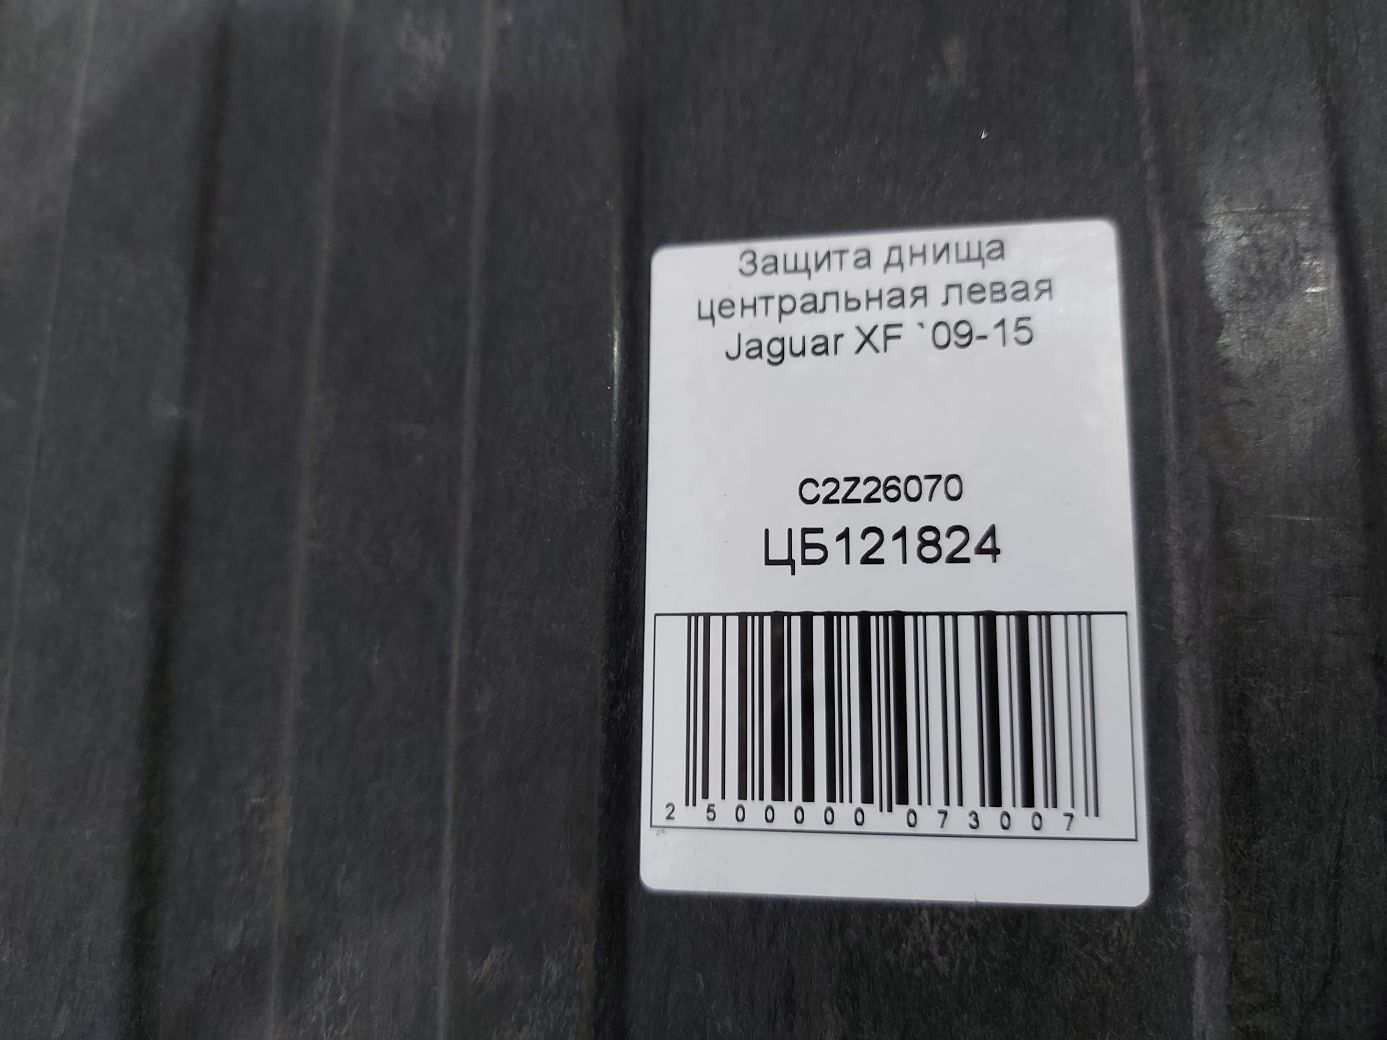 Защита днища
центральная левая
Jaguar XF `09-15
C2Z26070
ЦБ121824
2 500000 073007